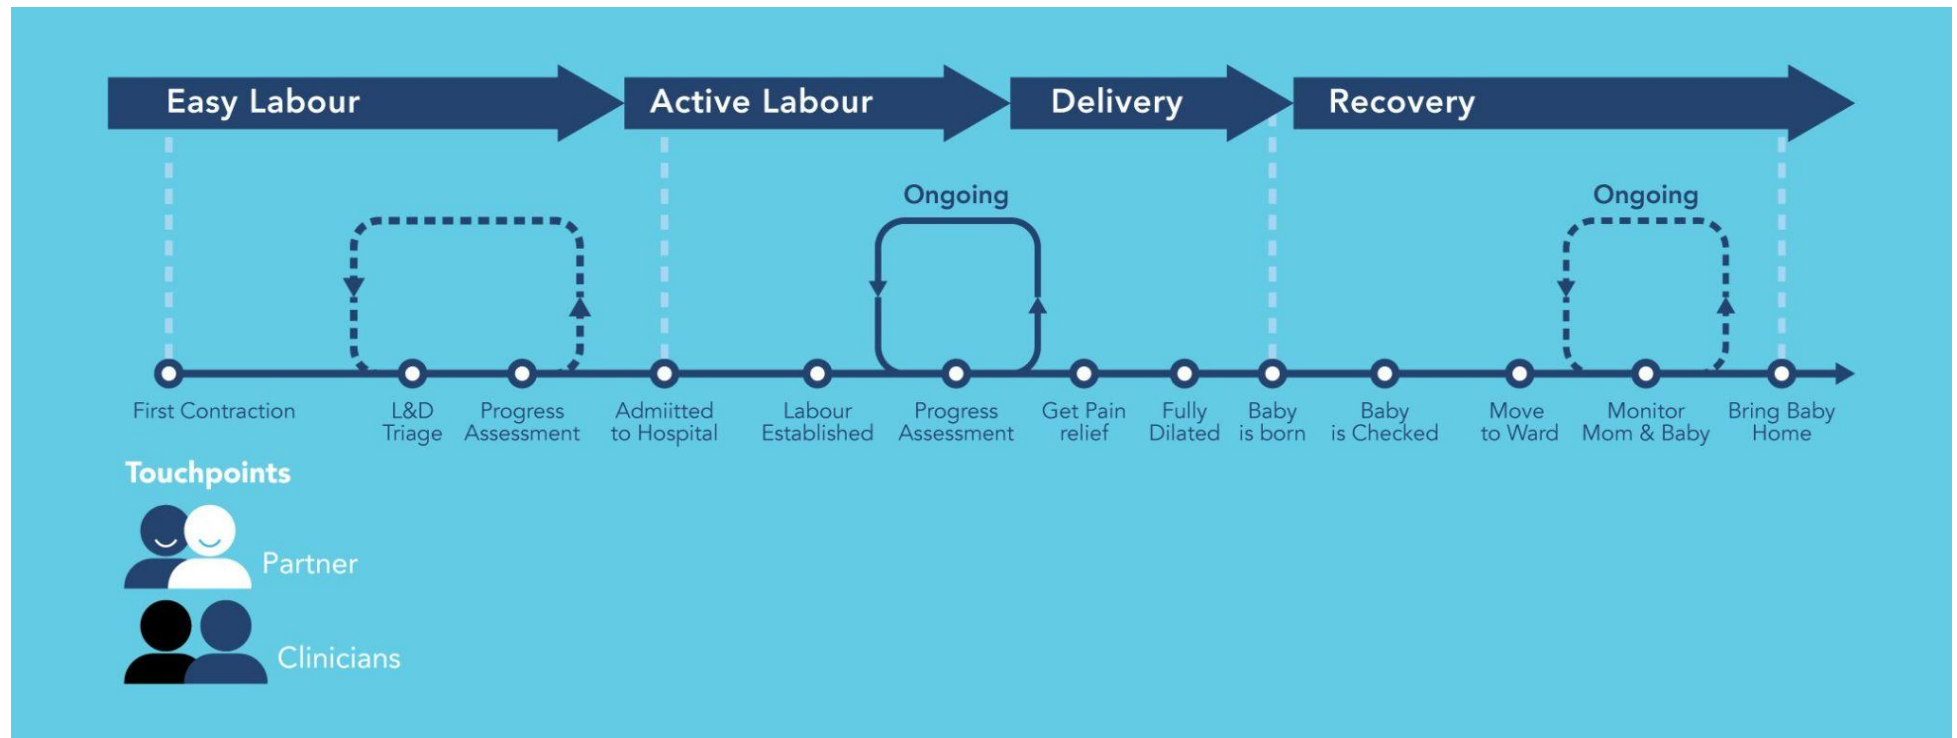 Easy Labour
Active Labour
Delivery
Recovery
Ongoing
Ongoing
First Contraction
L&D
Triage
Progress
Assessment
Admiitted
to Hospital
Labour
Established
Progress
Assessment
Get Pain
relief
Fully
Dilated
Baby
is born
Baby
is Checked
Move
to Ward
Monitor
Mom & Baby
Bring Baby
Home
Touchpoints
Partner
Clinicians